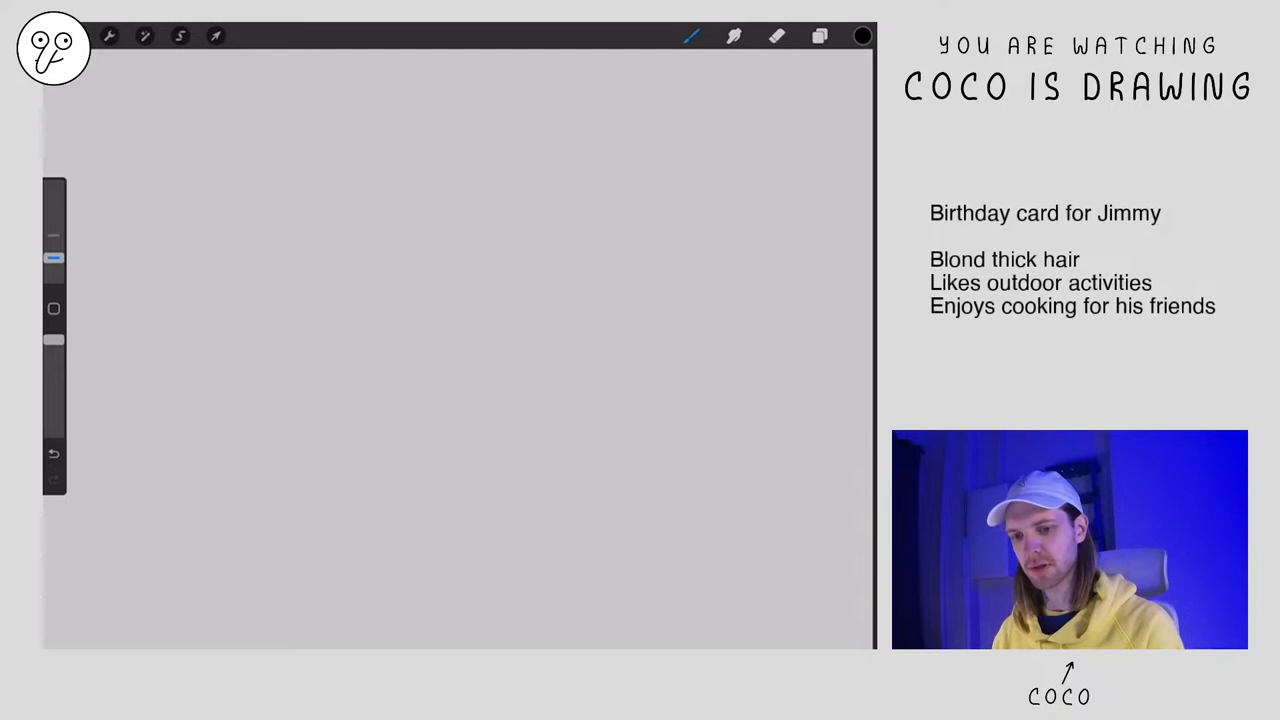 YOU ARE WATCHING
COCO IS DRAWING
Birthday card for Jimmy
Blond thick hair
Likes outdoor activities
Enjoys cooking for his friends
COCO